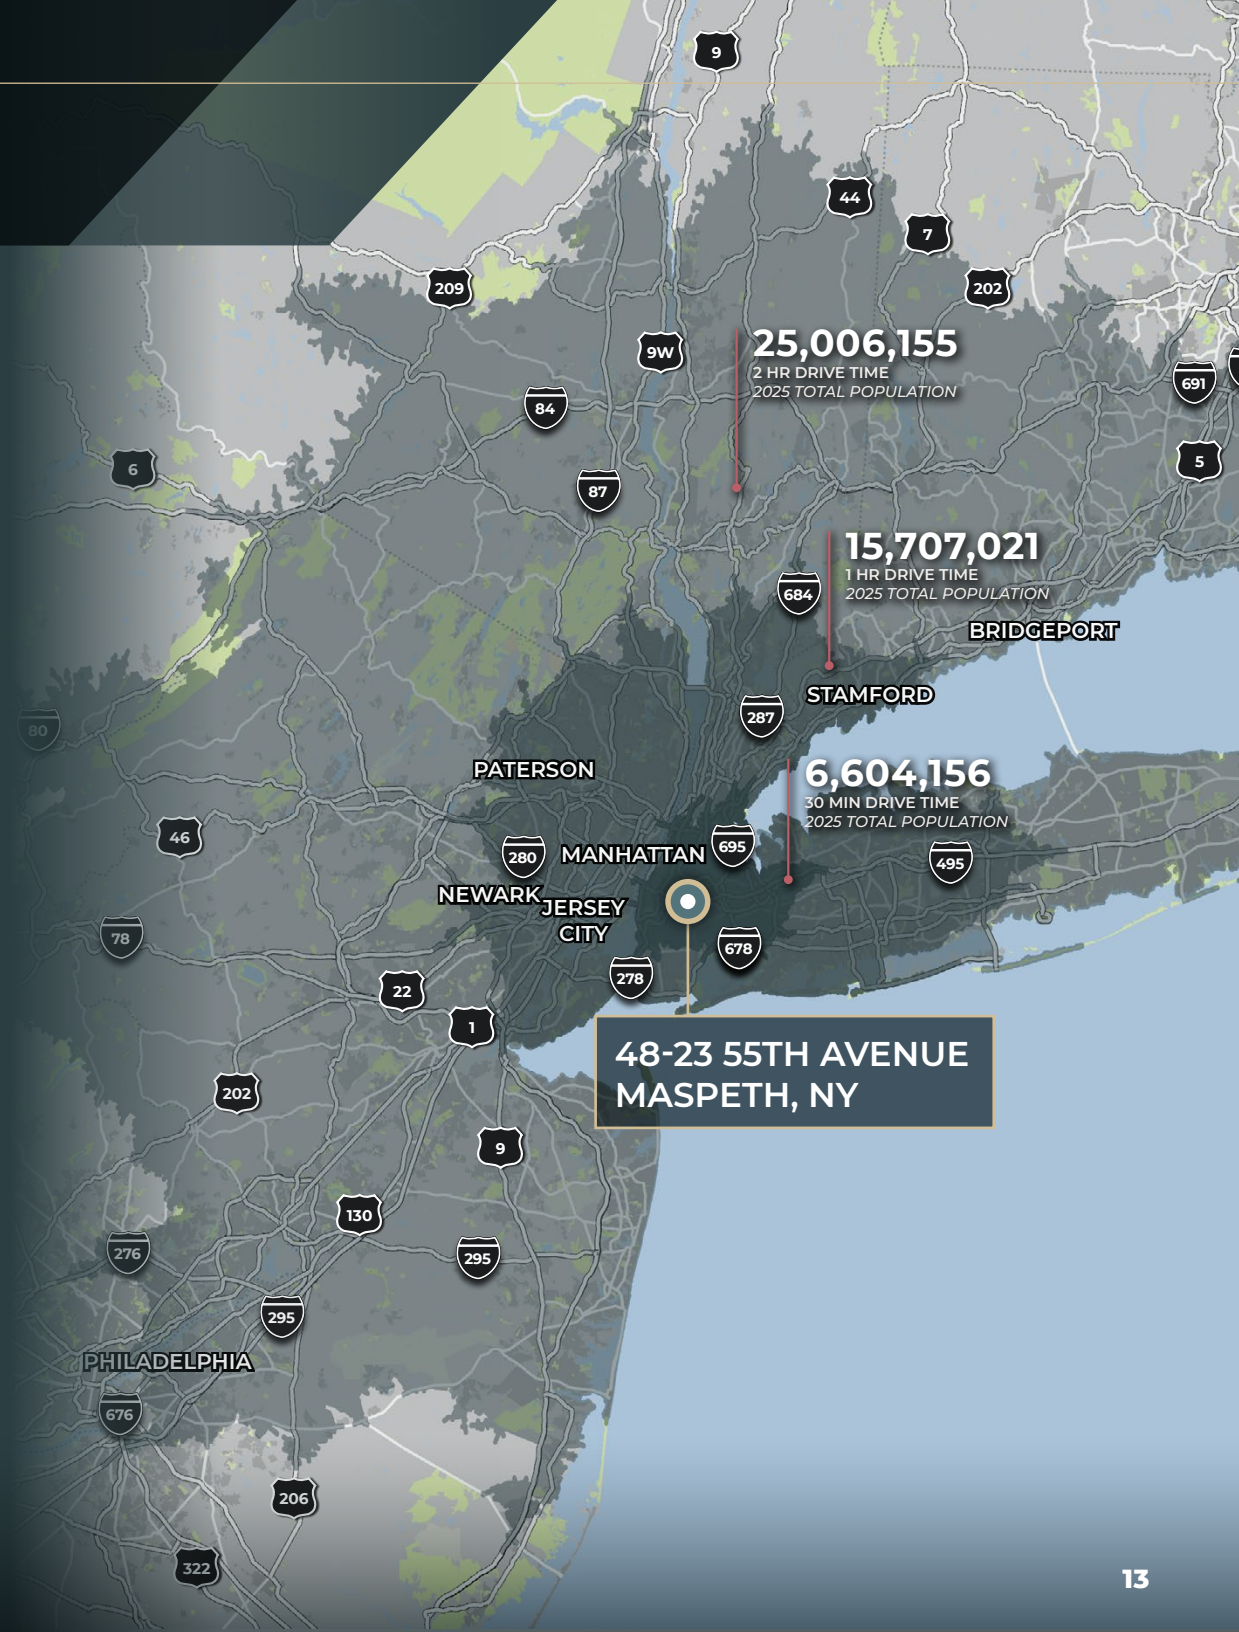 9
44
7
209
202
9W
25,006,155
2 HR DRIVE TIME
2025 TOTAL POPULATION
691
84
6
5
87
15,707,021
1 HR DRIVE TIME
2025 TOTAL POPULATION
684
BRIDGEPORT
STAMFORD
287
80
PATERSON
6,604,156
30 MIN DRIVE TIME
2025 TOTAL POPULATION
46
695
280
MANHATTAN
495
NEWARK
JERSEY
CITY
78
678
278
22
1
48-23 55TH AVENUE
MASPETH, NY
202
9
130
276
295
295
PHILADELPHIA
676
206
322
13